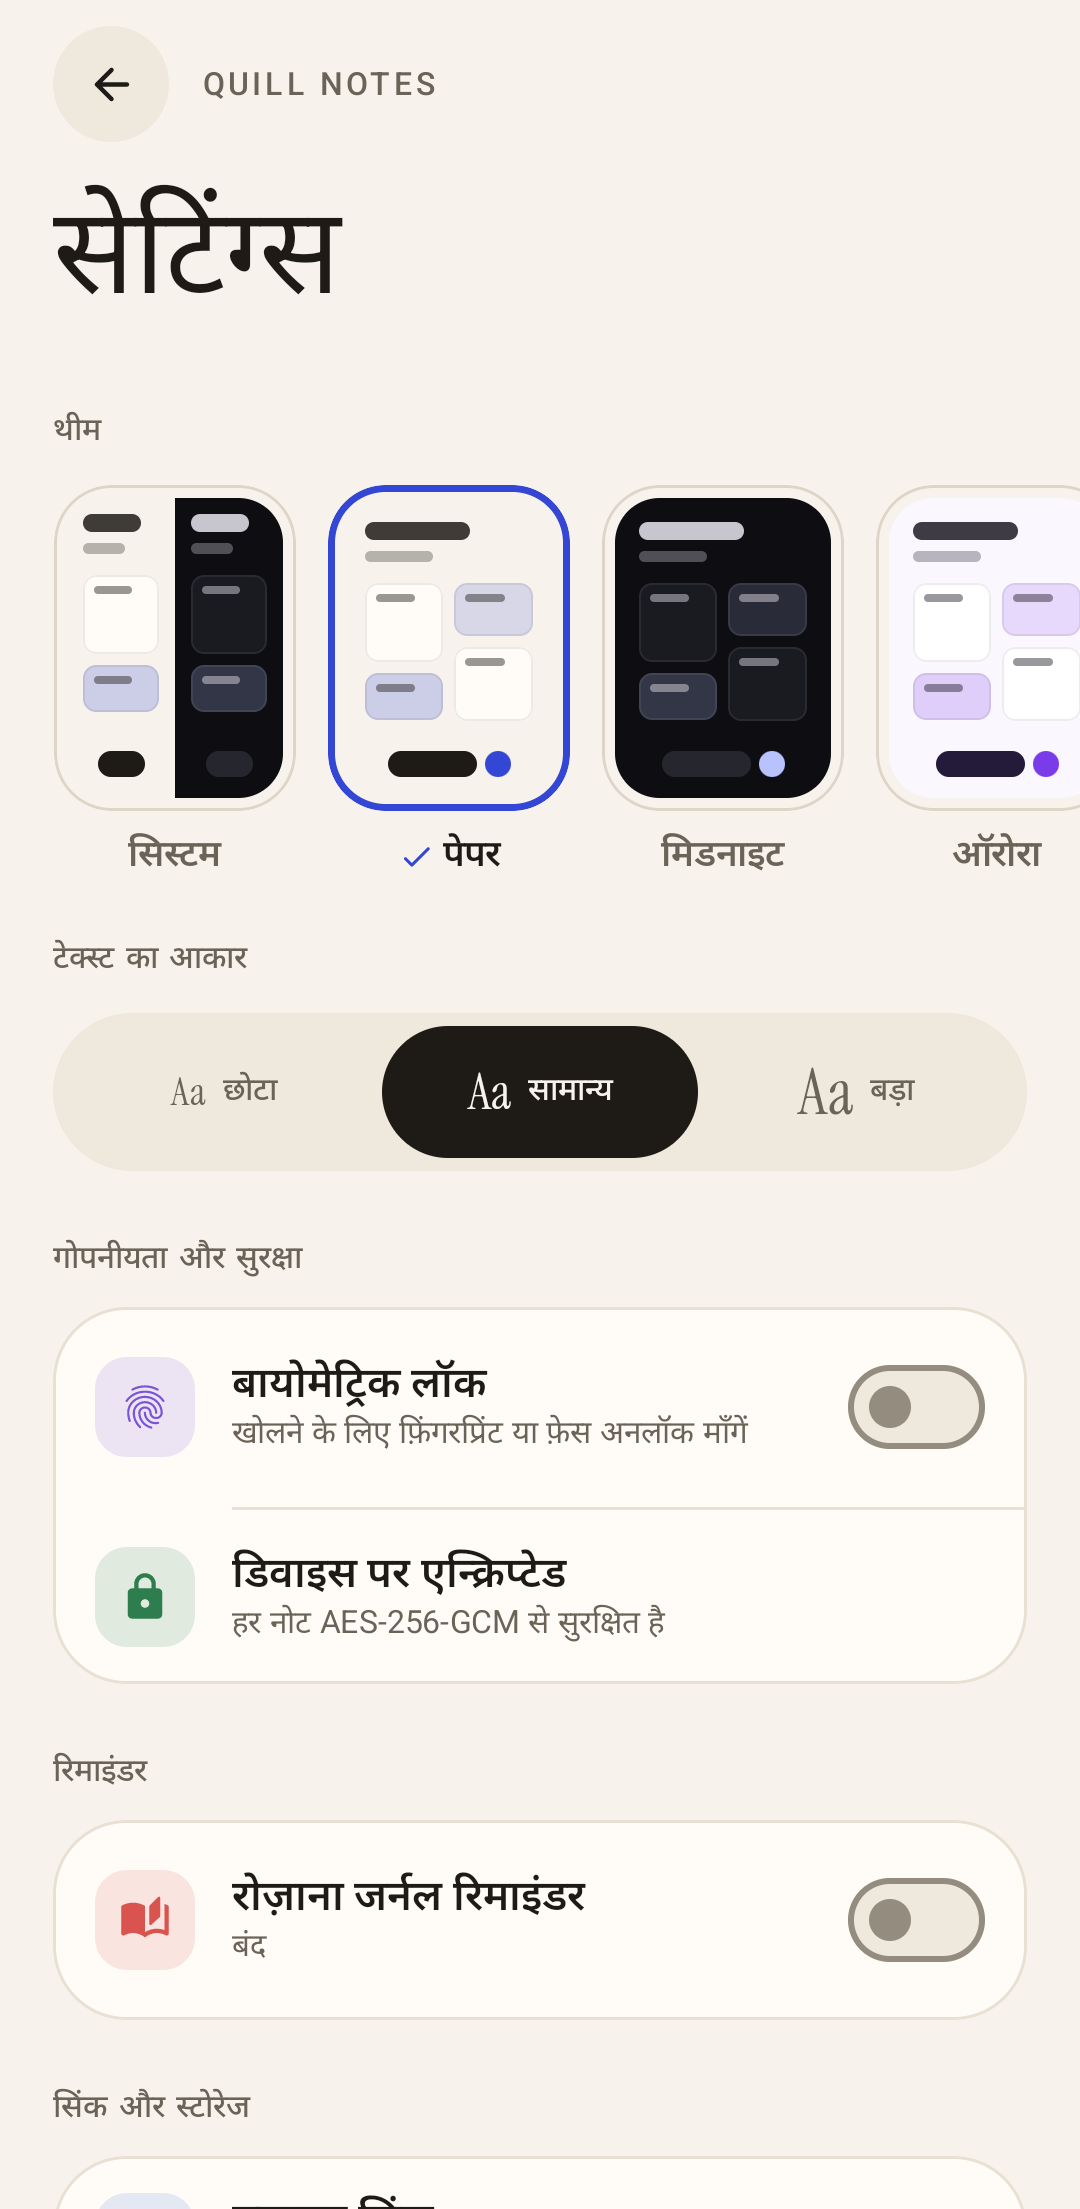 QUILL NOTES
सेटिंग्स
थीम
सिस्टम
पेपर
मिडनाइट
ऑरोरा
टेक्स्ट का आकार
Aa छोटा
Aa सामान्य
Aa बड़ा
गोपनीयता और सुरक्षा
बायोमेट्रिक लॉक
खोलने के लिए फ़िंगरप्रिंट या फ़ेस अनलॉक माँगें
डिवाइस पर एन्क्रिप्टेड
हर नोट AES-256-GCM से सुरक्षित है
रिमाइंडर
रोज़ाना जर्नल रिमाइंडर
बंद
सिंक और स्टोरेज